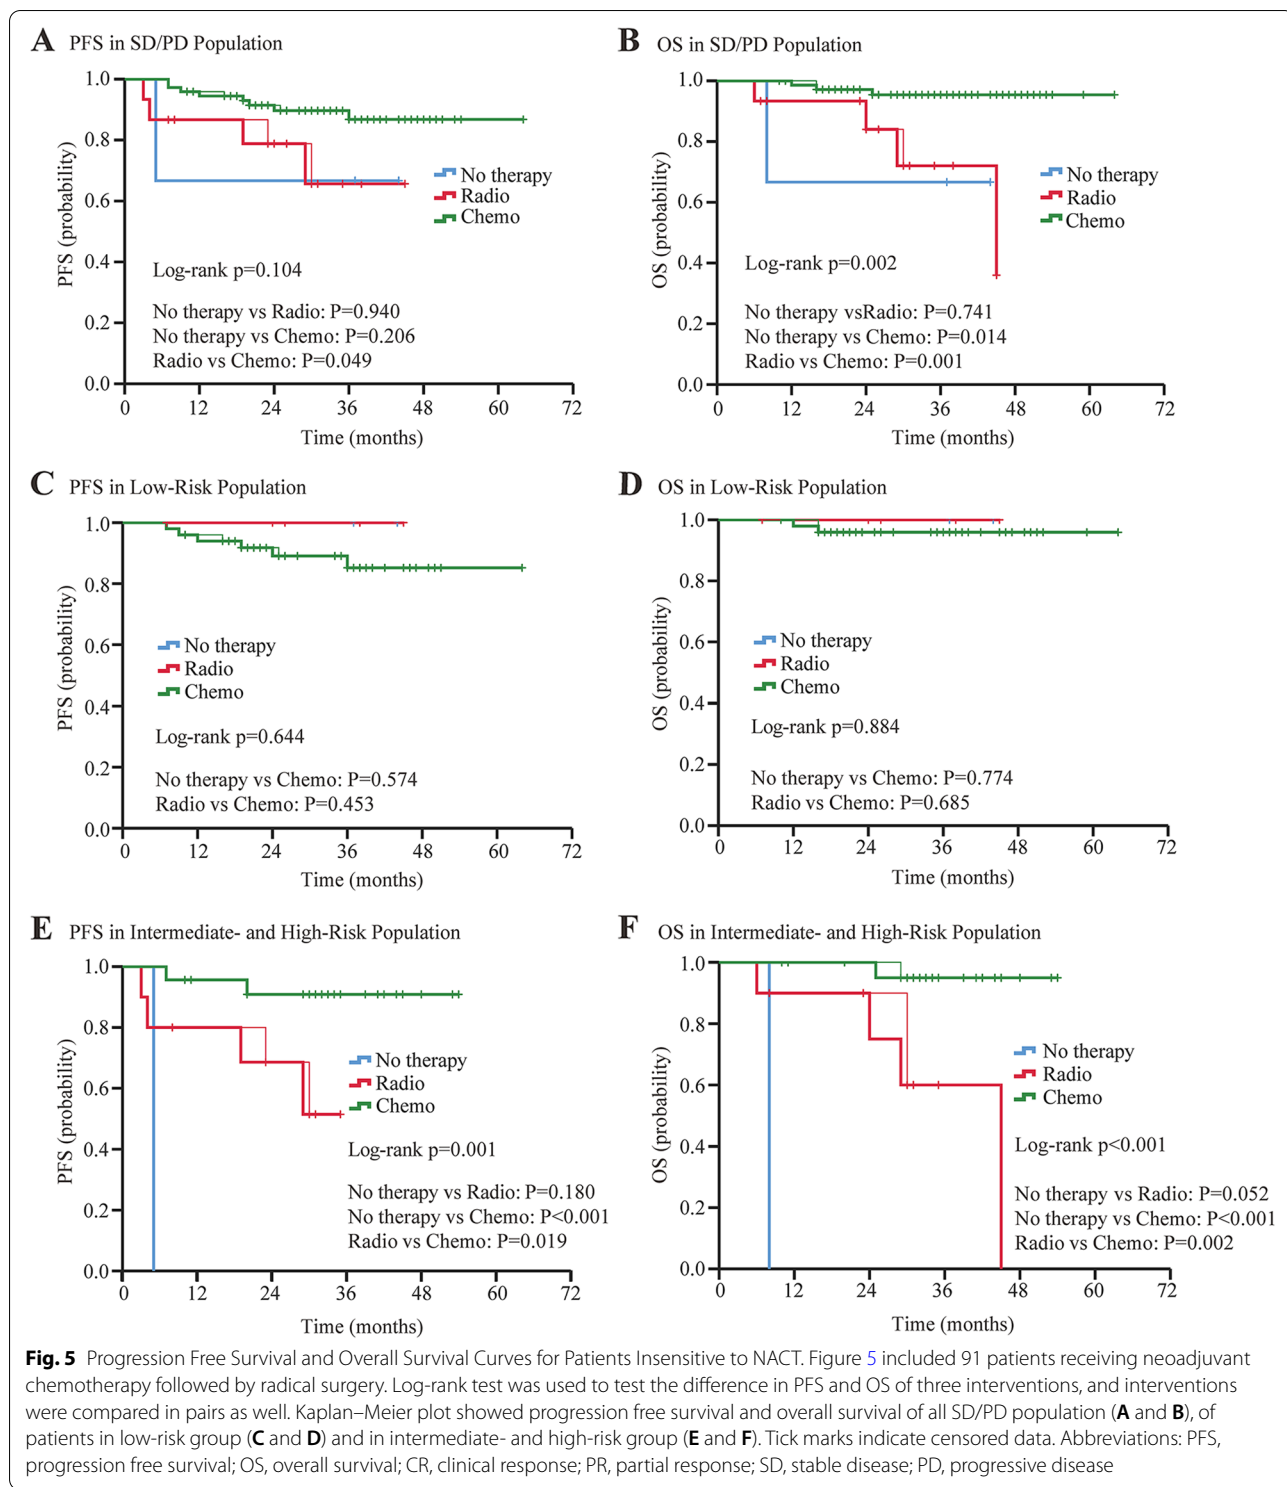 A PFS in SD/PD Population
1.0
0.8
0.6
0.4
0.2
0.0
PFS (probability)
No therapy
Radio
Chemo
Log-rank p=0.104
No therapy vs Radio: P=0.940
No therapy vs Chemo: P=0.206
Radio vs Chemo: P=0.049
0 12 24 36 48 60 72
Time (months)
B OS in SD/PD Population
1.0
0.8
0.6
0.4
0.2
0.0
OS (probability)
No therapy
Radio
Chemo
Log-rank p=0.002
No therapy vsRadio: P=0.741
No therapy vs Chemo: P=0.014
Radio vs Chemo: P=0.001
0 12 24 36 48 60 72
Time (months)
C PFS in Low-Risk Population
1.0
0.8
0.6
0.4
0.2
0.0
PFS (probability)
No therapy
Radio
Chemo
Log-rank p=0.644
No therapy vs Chemo: P=0.574
Radio vs Chemo: P=0.453
0 12 24 36 48 60 72
Time (months)
D OS in Low-Risk Population
1.0
0.8
0.6
0.4
0.2
0.0
OS (probability)
No therapy
Radio
Chemo
Log-rank p=0.884
No therapy vs Chemo: P=0.774
Radio vs Chemo: P=0.685
0 12 24 36 48 60 72
Time (months)
E PFS in Intermediate- and High-Risk Population
1.0
0.8
0.6
0.4
0.2
0.0
PFS (probability)
No therapy
Radio
Chemo
Log-rank p=0.001
No therapy vs Radio: P=0.180
No therapy vs Chemo: P<0.001
Radio vs Chemo: P=0.019
0 12 24 36 48 60 72
Time (months)
F OS in Intermediate- and High-Risk Population
1.0
0.8
0.6
0.4
0.2
0.0
OS (probability)
No therapy
Radio
Chemo
Log-rank p<0.001
No therapy vs Radio: P=0.052
No therapy vs Chemo: P<0.001
Radio vs Chemo: P=0.002
0 12 24 36 48 60 72
Time (months)
Fig. 5 Progression Free Survival and Overall Survival Curves for Patients Insensitive to NACT. Figure 5 included 91 patients receiving neoadjuvant
chemotherapy followed by radical surgery. Log-rank test was used to test the difference in PFS and OS of three interventions, and interventions
were compared in pairs as well. Kaplan–Meier plot showed progression free survival and overall survival of all SD/PD population (A and B), of
patients in low-risk group (C and D) and in intermediate- and high-risk group (E and F). Tick marks indicate censored data. Abbreviations: PFS,
progression free survival; OS, overall survival; CR, clinical response; PR, partial response; SD, stable disease; PD, progressive disease